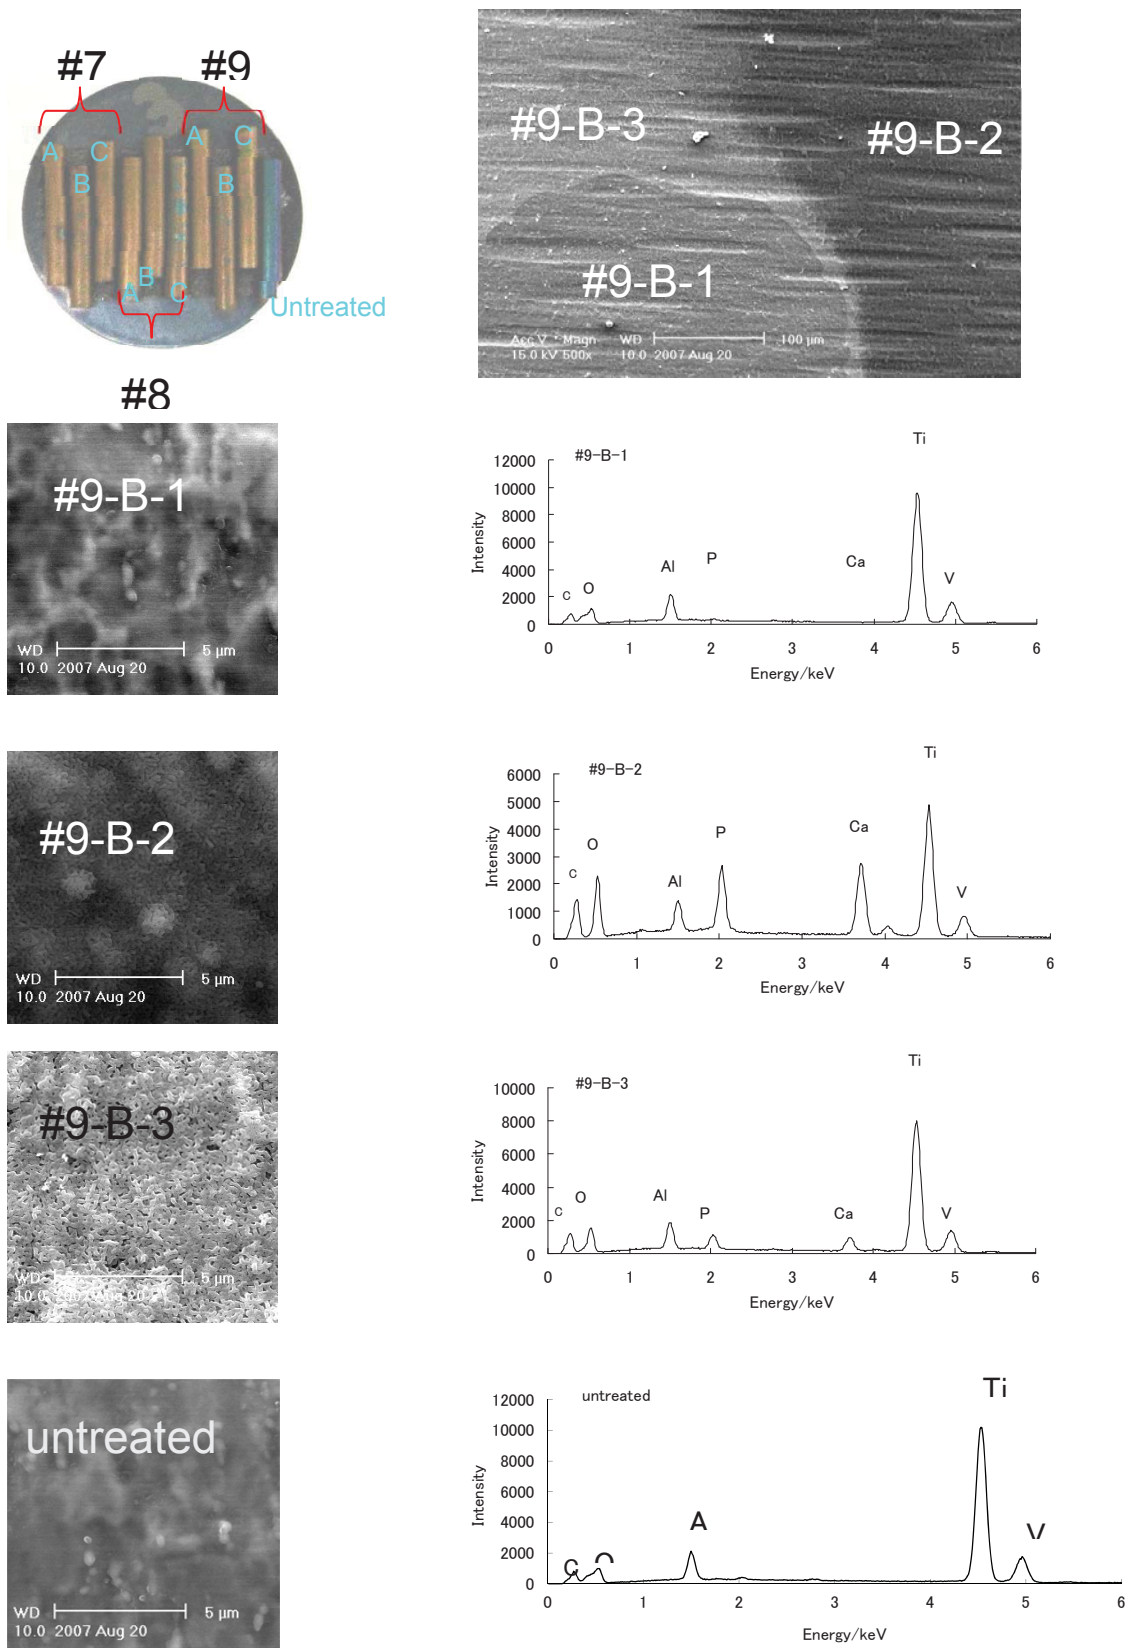 #7
#9
A
C
A
C
B
B
B
A
C
Untreated
#8
#9-B-3
#9-B-2
#9-B-1
Acc.V Magn WD 100 μm
15.0 kV 500x 10.0 2007 Aug 20
#9-B-1
WD 5 μm
10.0 2007 Aug 20
#9-B-1
Ti
Al
P
Ca
V
C
O
Intensity
12000
10000
8000
6000
4000
2000
0
0 1 2 3 4 5 6
Energy/keV
#9-B-2
WD 5 μm
10.0 2007 Aug 20
#9-B-2
Ti
C
O
Al
P
Ca
V
Intensity
6000
5000
4000
3000
2000
1000
0
0 1 2 3 4 5 6
Energy/keV
#9-B-3
WD 5 μm
10.0 2007 Aug 20
#9-B-3
Ti
C
O
Al
P
Ca
V
Intensity
10000
8000
6000
4000
2000
0
0 1 2 3 4 5 6
Energy/keV
untreated
WD 5 μm
10.0 2007 Aug 20
untreated
Ti
A
V
C
O
Intensity
12000
10000
8000
6000
4000
2000
0
0 1 2 3 4 5 6
Energy/keV